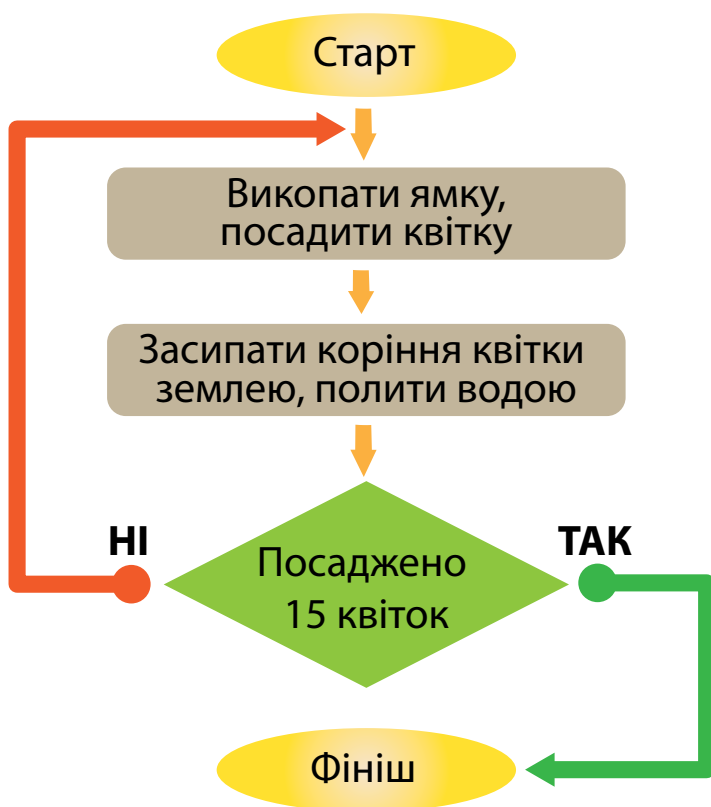 Старт
Викопати ямку,
посадити квітку
Засипати коріння квітки
землею, полити водою
НІ
ТАК
Посаджено
15 квіток
Фініш